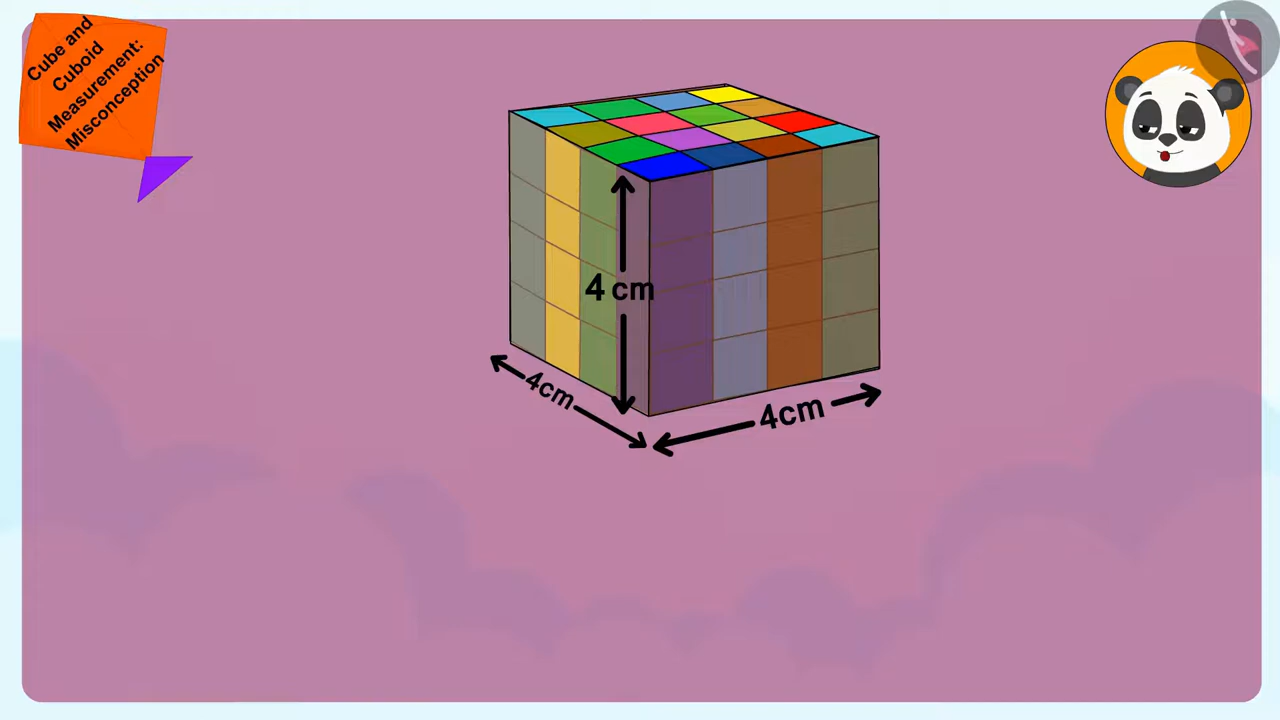 Cube and
Cuboid
Measurement:
Misconception
4 cm
4cm
4cm